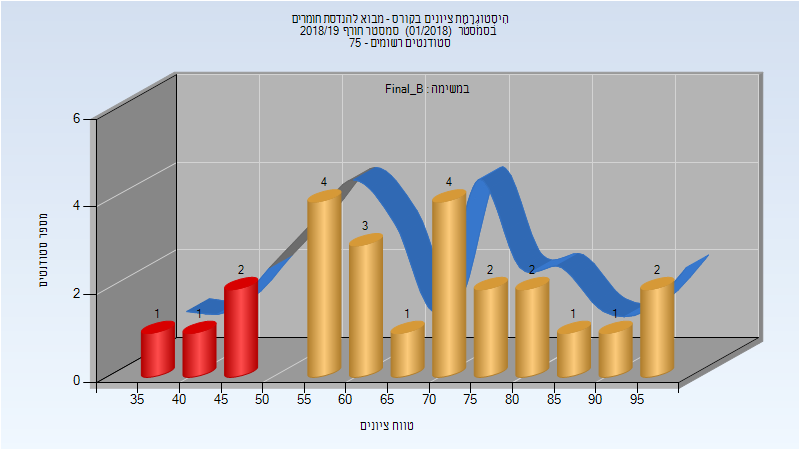 היסטוגרמת ציונים בקורס - מבוא להנדסת חומרים
בסמסטר (01/2018) סמסטר חורף 2018/19
סטודנטים רשומים - 75
במשימה : Final_B
מספר סטודנטים
6
4
2
0
1 1 2 4 3 1 4 2 2 1 1 2
35 40 45 50 55 60 65 70 75 80 85 90 95
טווח ציונים